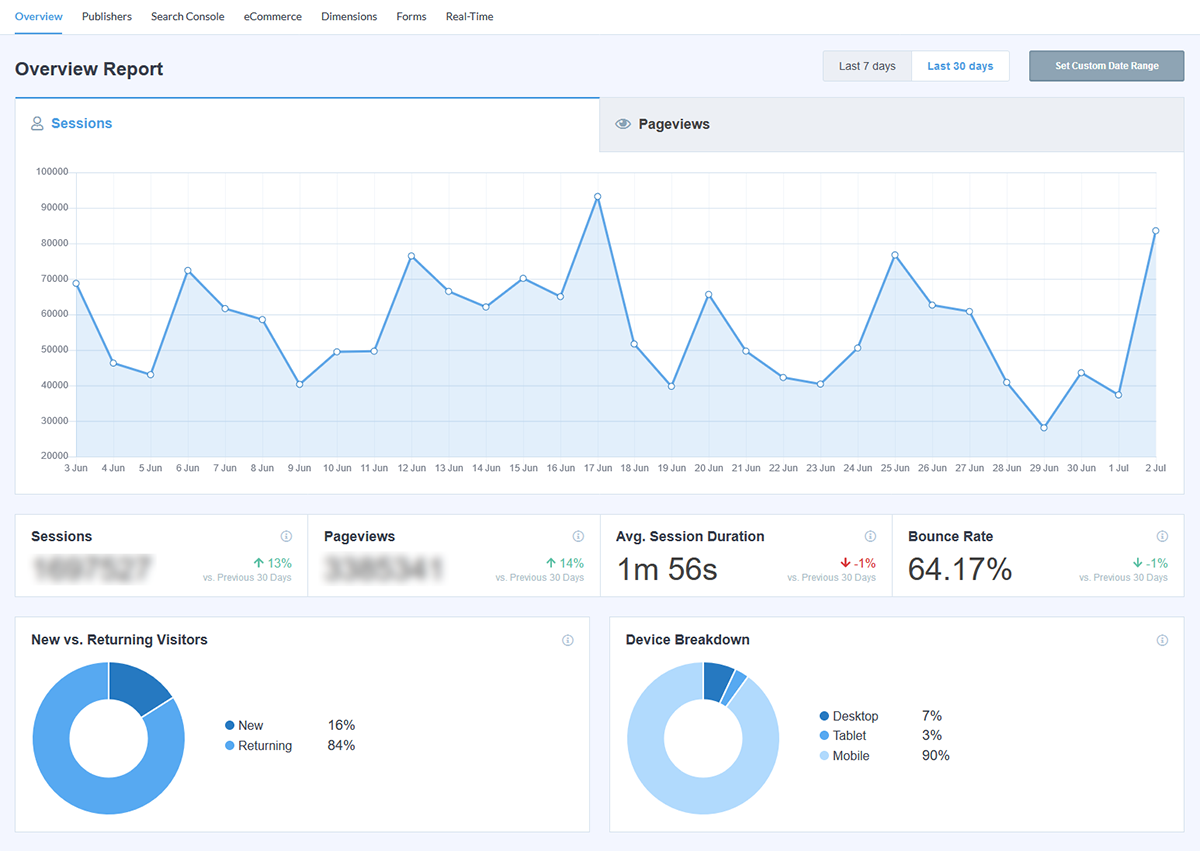 Overview Publishers Search Console eCommerce Dimensions Forms Real-Time
Overview Report
Last 7 days
Last 30 days
Set Custom Date Range
Sessions
Pageviews
100000
90000
80000
70000
60000
50000
40000
30000
20000
3 Jun 4 Jun 5 Jun 6 Jun 7 Jun 8 Jun 9 Jun 10 Jun 11 Jun 12 Jun 13 Jun 14 Jun 15 Jun 16 Jun 17 Jun 18 Jun 19 Jun 20 Jun 21 Jun 22 Jun 23 Jun 24 Jun 25 Jun 26 Jun 27 Jun 28 Jun 29 Jun 30 Jun 1 Jul 2 Jul
Sessions
13%
vs. Previous 30 Days
Pageviews
14%
vs. Previous 30 Days
Avg. Session Duration
1m 56s
-1%
vs. Previous 30 Days
Bounce Rate
64.17%
-1%
vs. Previous 30 Days
New vs. Returning Visitors
New 16%
Returning 84%
Device Breakdown
Desktop 7%
Tablet 3%
Mobile 90%